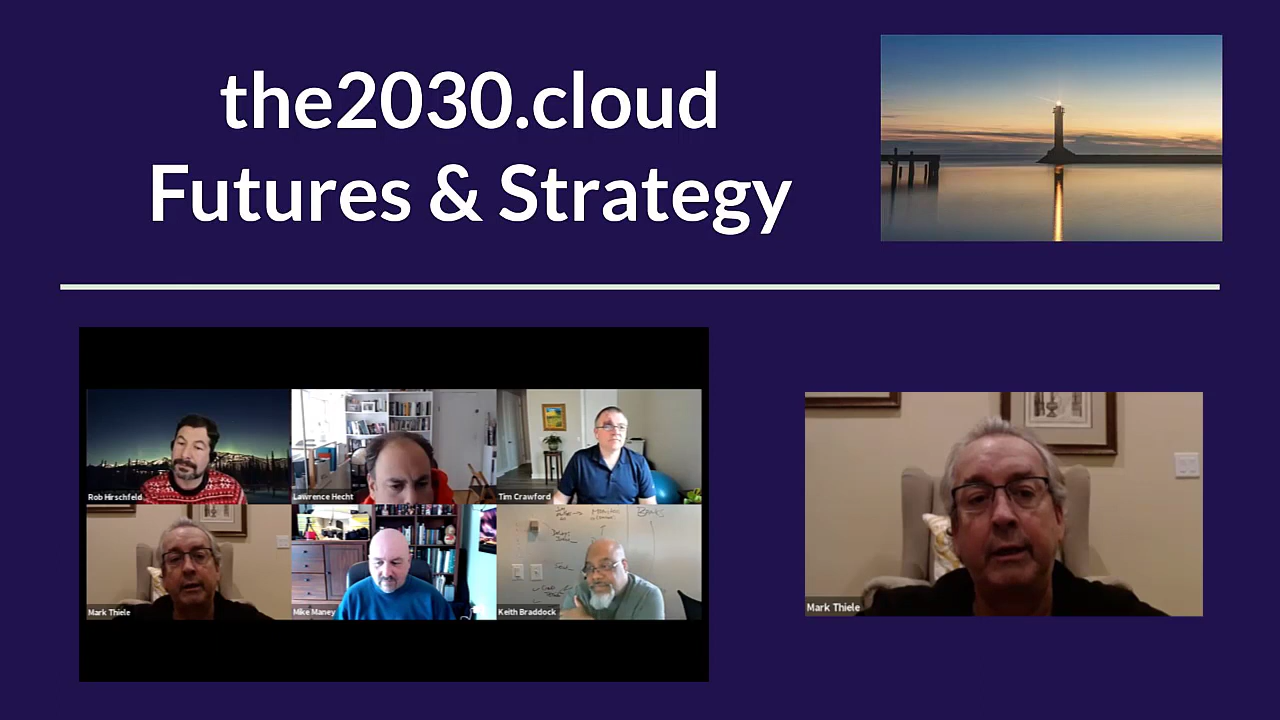 the2030.cloud
Futures & Strategy
Rob Hirschfeld
Lawrence Hecht
Tim Crawford
Mark Thiele
Mike Maney
Keith Braddock
Mark Thiele